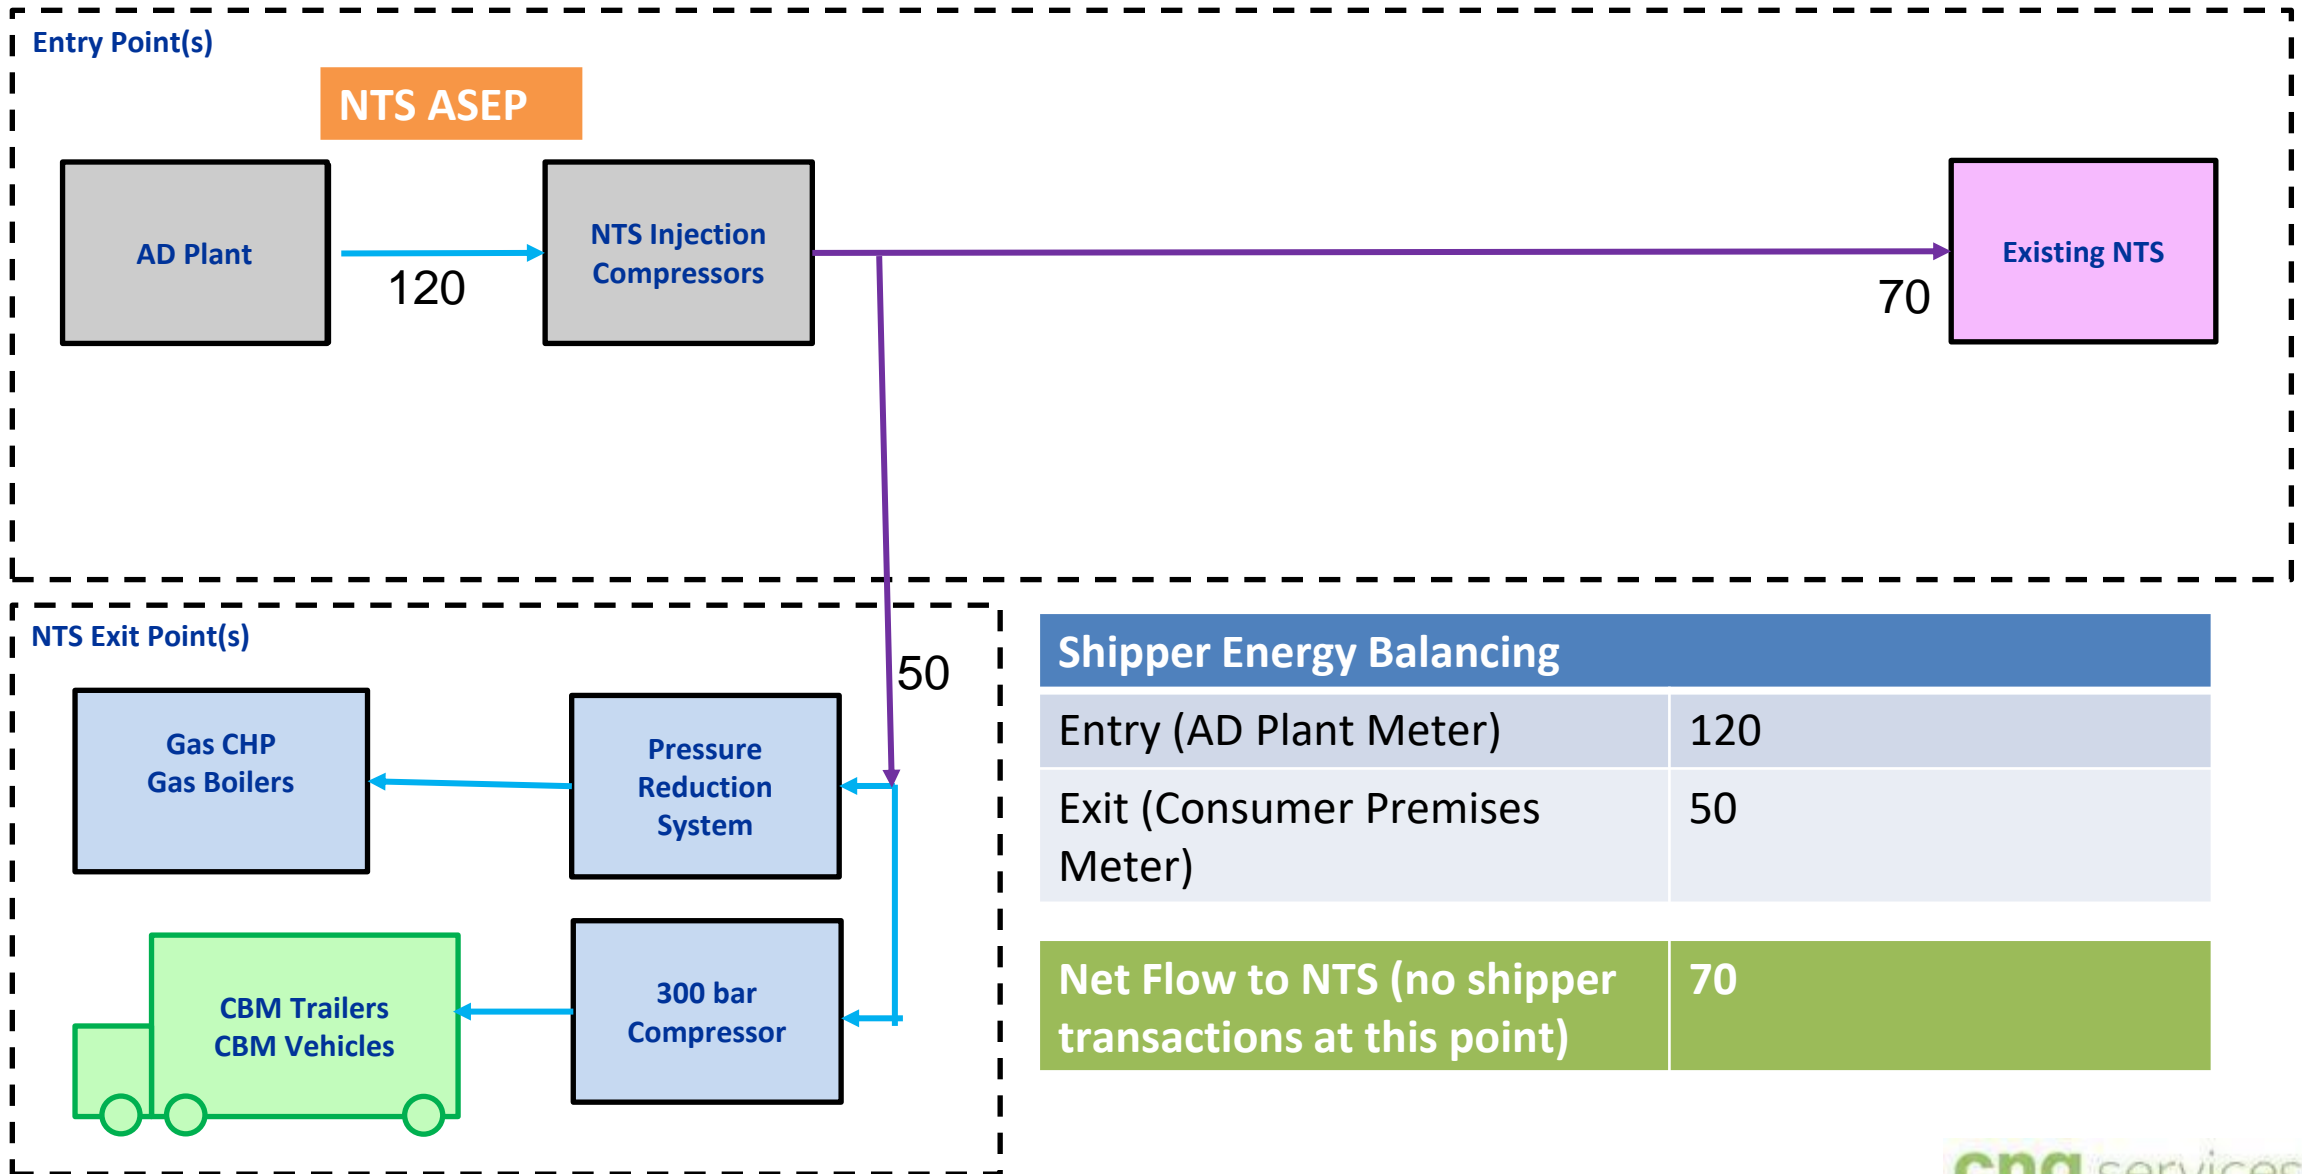 Entry Point(s)
NTS ASEP
AD Plant
120
NTS Injection
Compressors
70
Existing NTS
NTS Exit Point(s)
50
Gas CHP
Gas Boilers
Pressure
Reduction
System
CBM Trailers
CBM Vehicles
300 bar
Compressor
Shipper Energy Balancing
Entry (AD Plant Meter) 120
Exit (Consumer Premises 50
Meter)
Net Flow to NTS (no shipper 70
transactions at this point)
cng services